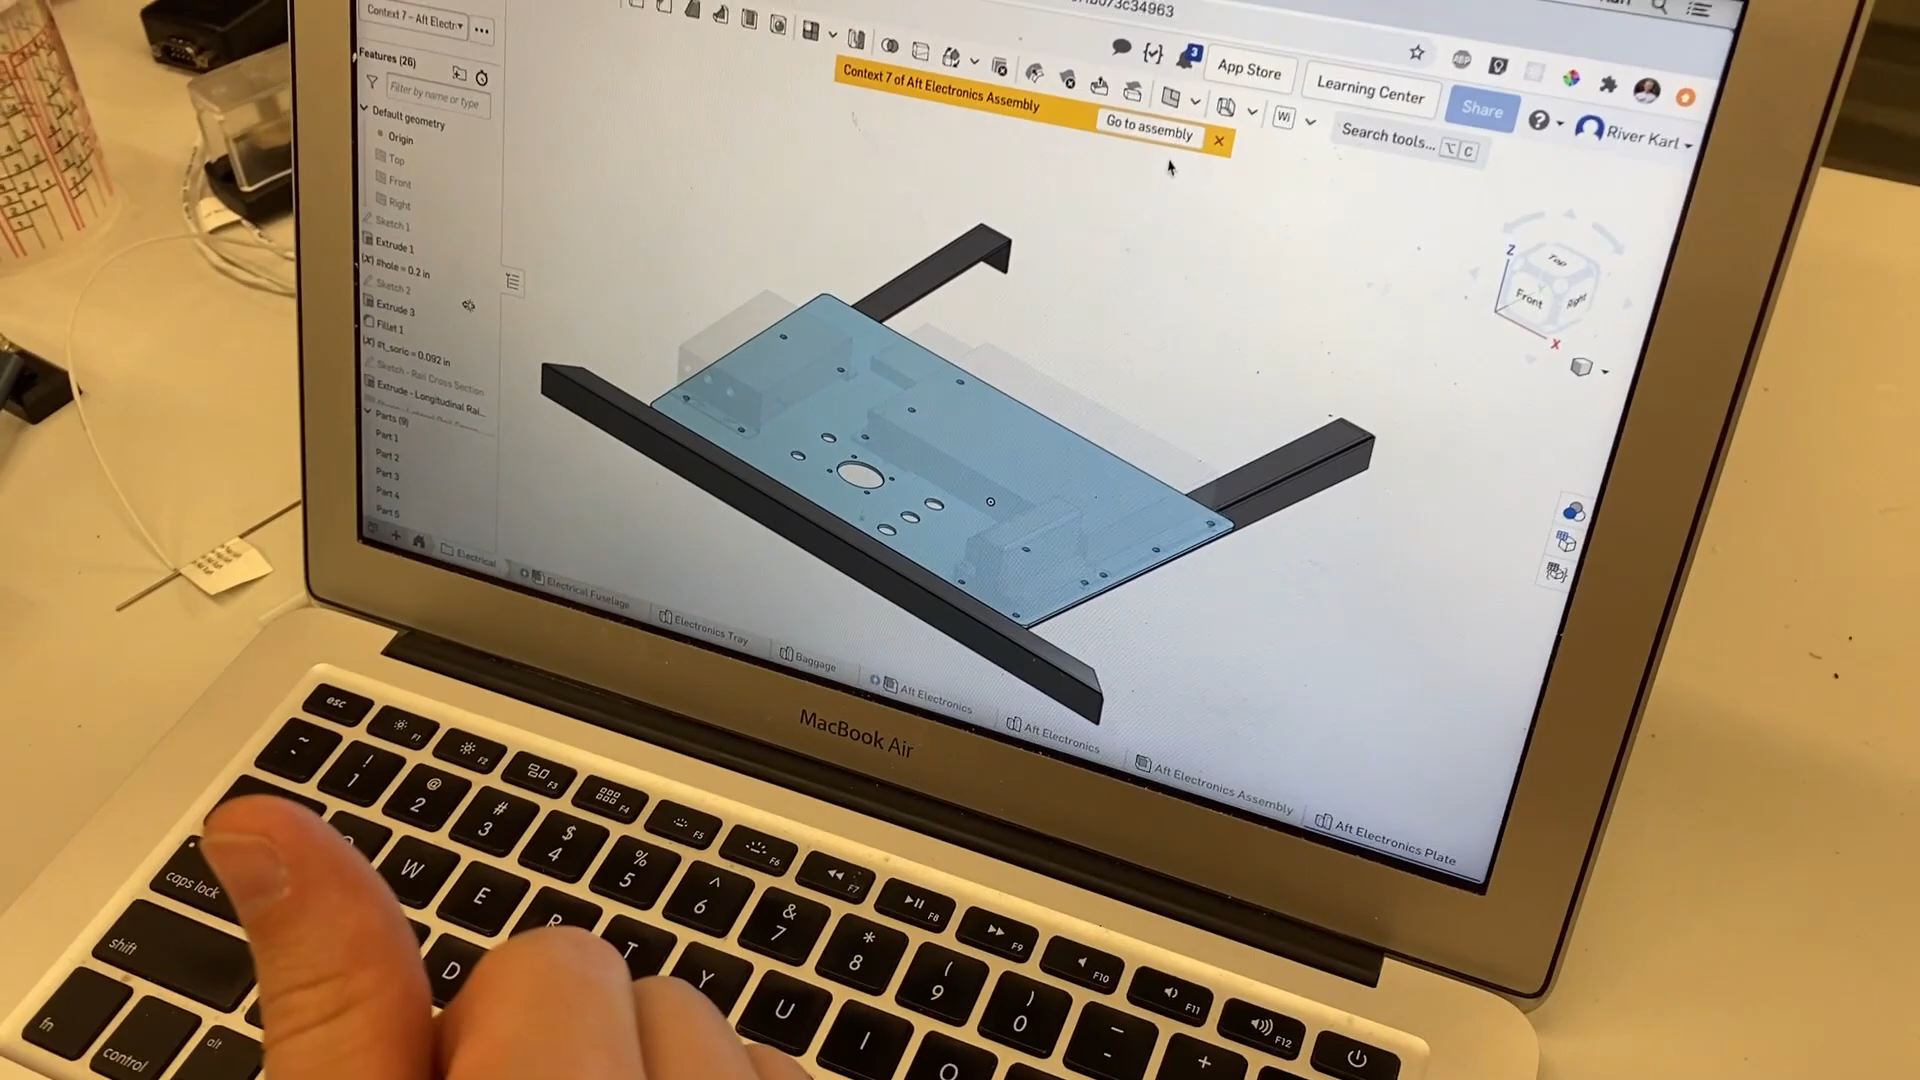 Context 7 - Aft Electr
Features (26)
Filter by name or type
Default geometry
Origin
Top
Front
Right
Sketch 1
Extrude 1
(x) #hole = 0.2 in
Sketch 2
Extrude 3
Fillet 1
(x) #t_soric = 0.092 in
Sketch - Rail Cross Section
Extrude - Longitudinal Rai...
Parts (9)
Part 1
Part 2
Part 3
Part 4
Part 5
Context 7 of Aft Electronics Assembly
Go to assembly
3
App Store
Learning Center
Share
River Karl
Search tools...
C
Wi
Z
Top
Front
Right
X
Electrical
Electrical Fuselage
Electronics Tray
Baggage
Aft Electronics
Aft Electronics
Aft Electronics Assembly
Aft Electronics Plate
MacBook Air
esc
F1
F2
F3
F4
F5
F6
F7
F8
F9
F10
F11
F12
~
! 1
@ 2
# 3
$ 4
% 5
^ 6
& 7
* 8
( 9
) 0
_ -
+
W
E
R
T
Y
U
I
O
caps lock
D
shift
fn
control
alt